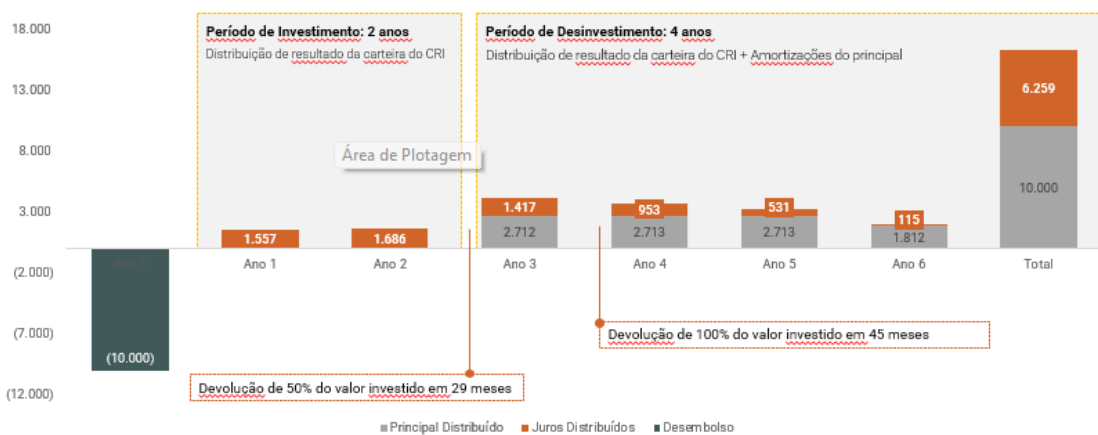 18.000
13.000
8.000
3.000
(2.000)
(7.000)
(12.000)
Período de Investimento: 2 anos
Distribuição de resultado da carteira do CRI
Período de Desinvestimento: 4 anos
Distribuição de resultado da carteira do CRI + Amortizações do principal
Área de Plotagem
6.259
10.000
1.557
1.686
1.417
2.712
953
2.713
531
2.713
115
1.812
Ano 0
Ano 1
Ano 2
Ano 3
Ano 4
Ano 5
Ano 6
Total
(10.000)
Devolução de 100% do valor investido em 45 meses
Devolução de 50% do valor investido em 29 meses
Principal Distribuído
Juros Distribuídos
Desembolso